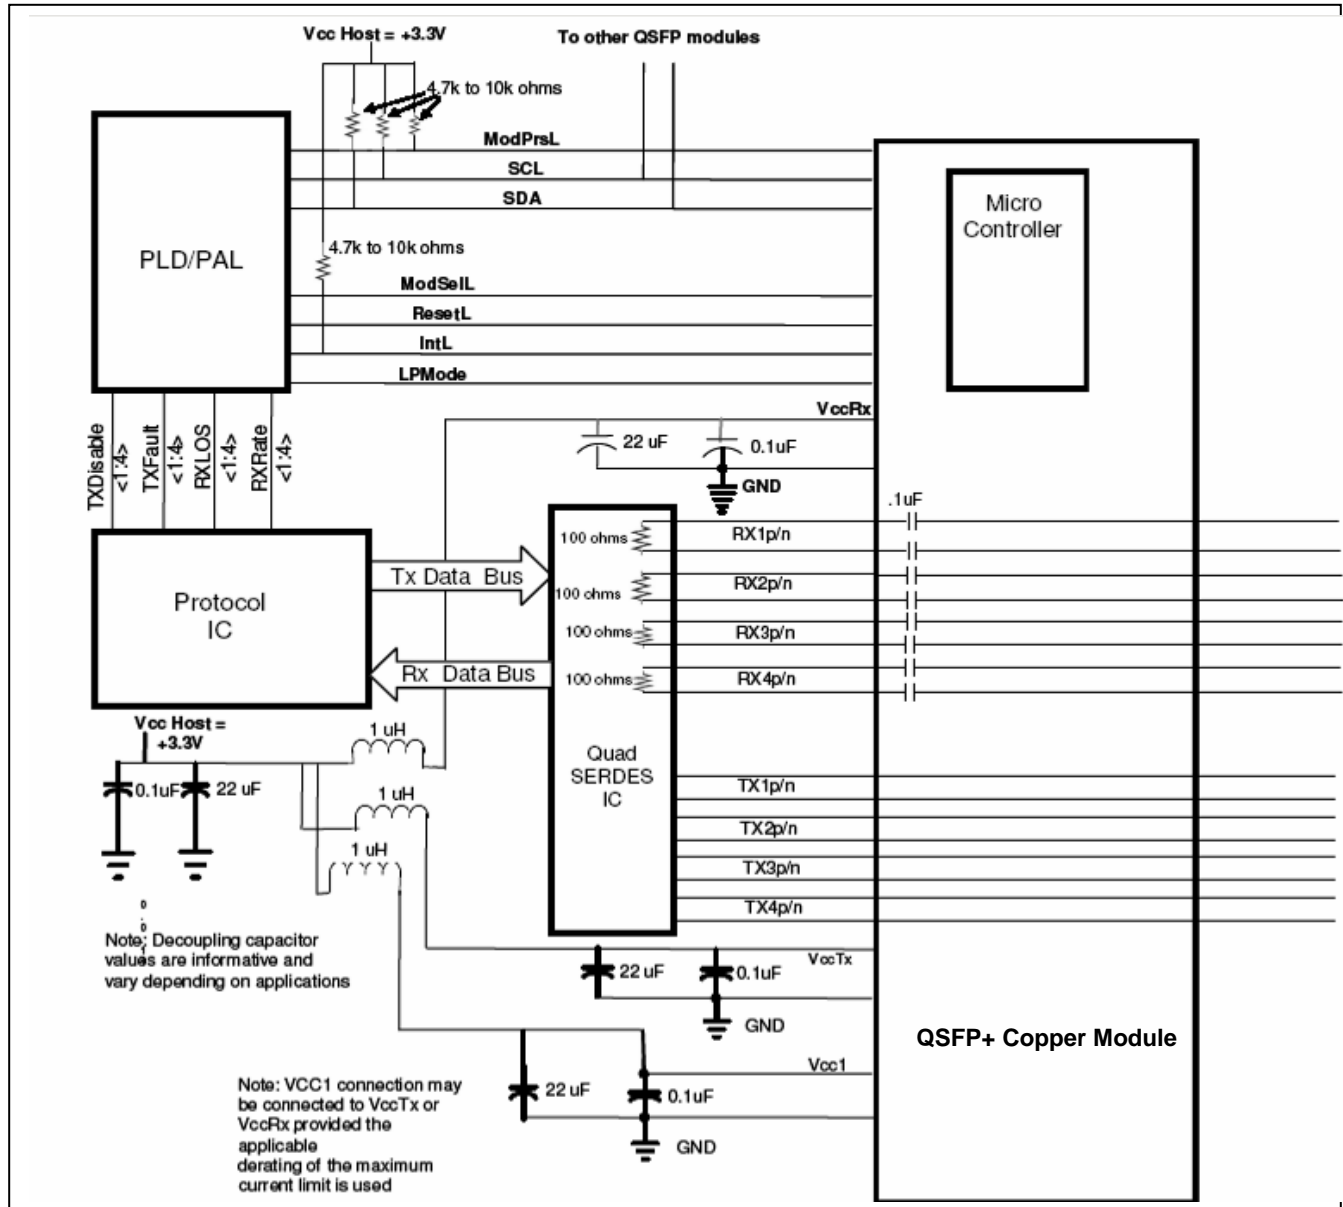 Vcc Host = +3.3V
To other QSFP modules
4.7k to 10k ohms
ModPrsL
SCL
SDA
PLD/PAL
4.7k to 10k ohms
ModSelL
ResetL
IntL
LPMode
Micro
Controller
TXDisable
<1:4>
TXFault
<1:4>
RXLOS
<1:4>
RXRate
<1:4>
VccRx
22 uF
0.1uF
GND
.1uF
100 ohms
RX1p/n
Tx Data Bus
100 ohms
RX2p/n
Protocol
IC
100 ohms
RX3p/n
Rx Data Bus
100 ohms
RX4p/n
Vcc Host =
+3.3V
1 uH
0.1uF
22 uF
1 uH
1 uH
Quad
SERDES
IC
TX1p/n
TX2p/n
TX3p/n
TX4p/n
Note: Decoupling capacitor
values are informative and
vary depending on applications
VccTx
22 uF
0.1uF
GND
QSFP+ Copper Module
Vcc1
22 uF
0.1uF
GND
Note: VCC1 connection may
be connected to VccTx or
VccRx provided the
applicable
derating of the maximum
current limit is used